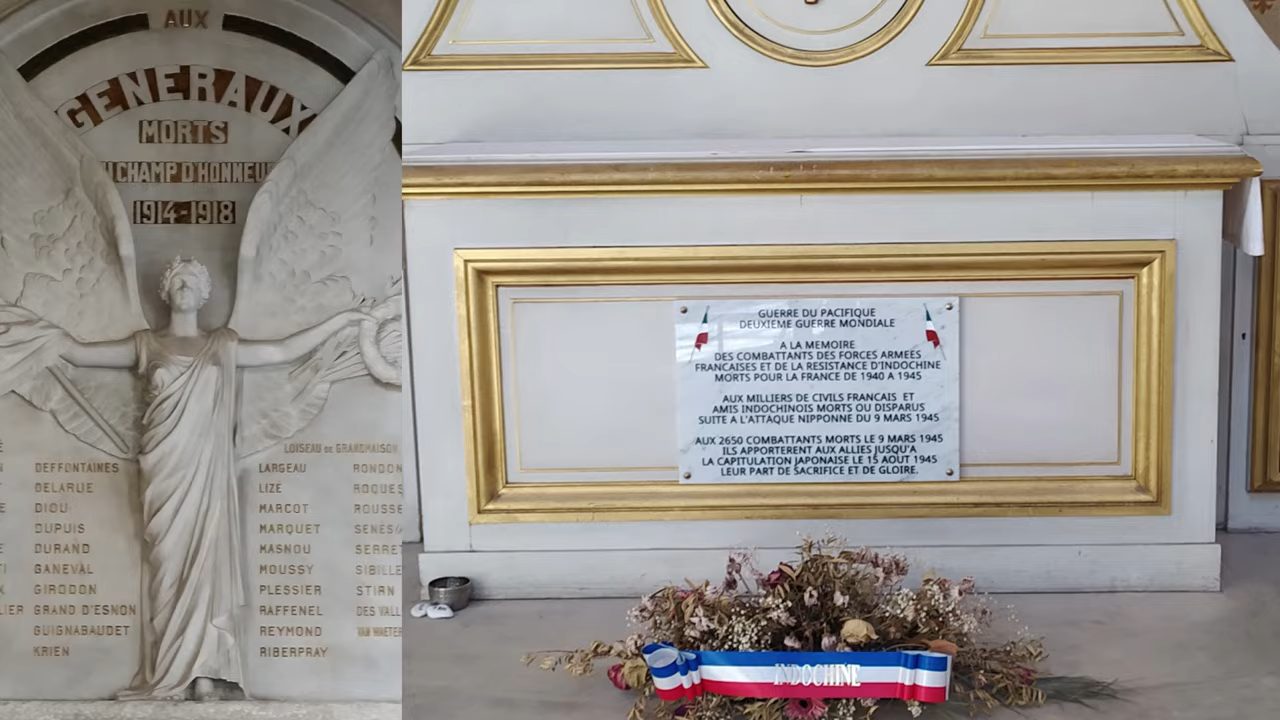 AUX
GENERAUX
MORTS
CHAMP D'HONNEU
1914-1918
DEFFONTAINES
DELARUE
DIOU
DUPUIS
DURAND
GANEVAL
GIRODON
GRAND D'ESNON
GUIGNABAUDET
KRIEN
LOISEAU DE GRANDMAISON
LARGEAU
LIZÉ
MARCOT
MARQUET
MASNOU
MOUSSY
PLESSIER
RAFFENEL
REYMOND
RIBERPRAY
RONDON
ROQUES
ROUSSE
SENÈS
SERRET
SIBILLE
STIRN
DES VALL
GUERRE DU PACIFIQUE
DEUXIEME GUERRE MONDIALE
A LA MEMOIRE
DES COMBATTANTS DES FORCES ARMEES
FRANCAISES ET DE LA RESISTANCE D'INDOCHINE
MORTS POUR LA FRANCE DE 1940 A 1945
AUX MILLIERS DE CIVILS FRANCAIS ET
AMIS INDOCHINOIS MORTS OU DISPARUS
SUITE A L'ATTAQUE NIPPONNE DU 9 MARS 1945
AUX 2650 COMBATTANTS MORTS LE 9 MARS 1945
ILS APPORTERENT AUX ALLIES JUSQU'A
LA CAPITULATION JAPONAISE LE 15 AOUT 1945
LEUR PART DE SACRIFICE ET DE GLOIRE.
INDOCHINE